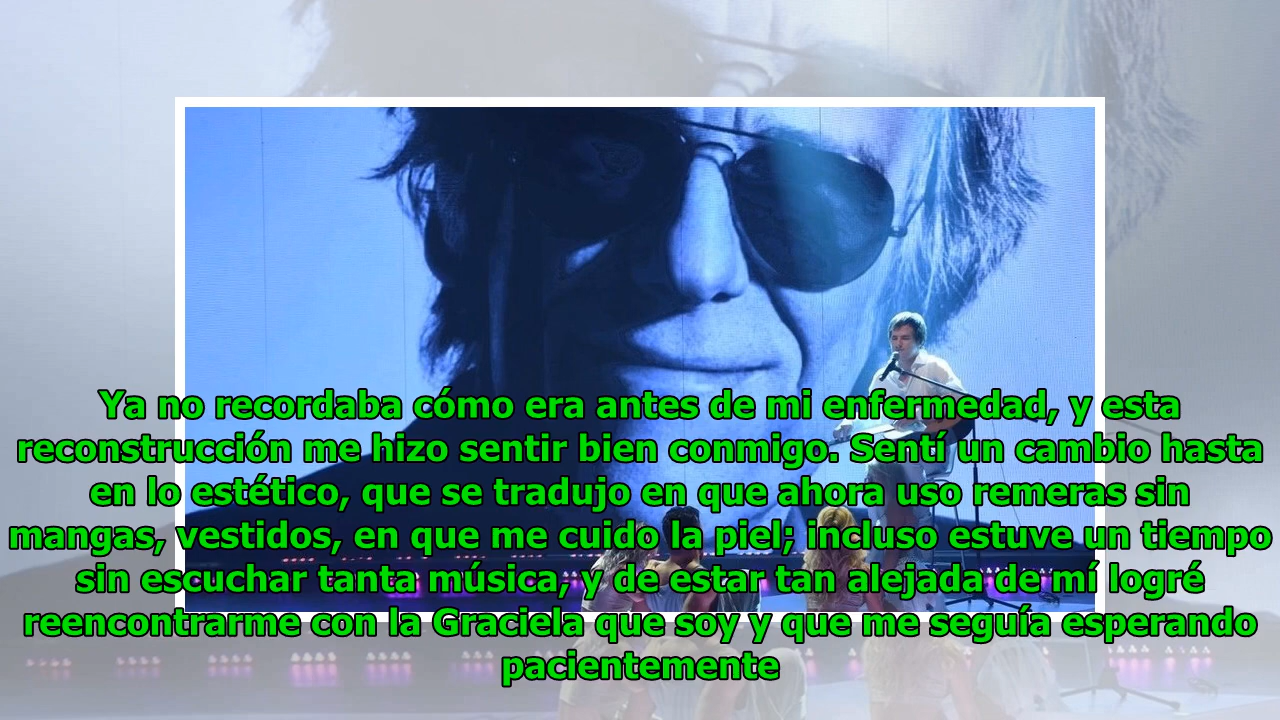 Ya no recordaba cómo era antes de mi enfermedad, y esta
reconstrucción me hizo sentir bien conmigo. Sentí un cambio hasta
en lo estético, que se tradujo en que ahora uso remeras sin
mangas, vestidos, en que me cuido la piel; incluso estuve un tiempo
sin escuchar tanta música, y de estar tan alejada de mí logré
reencontrarme con la Graciela que soy y que me seguía esperando
pacientemente